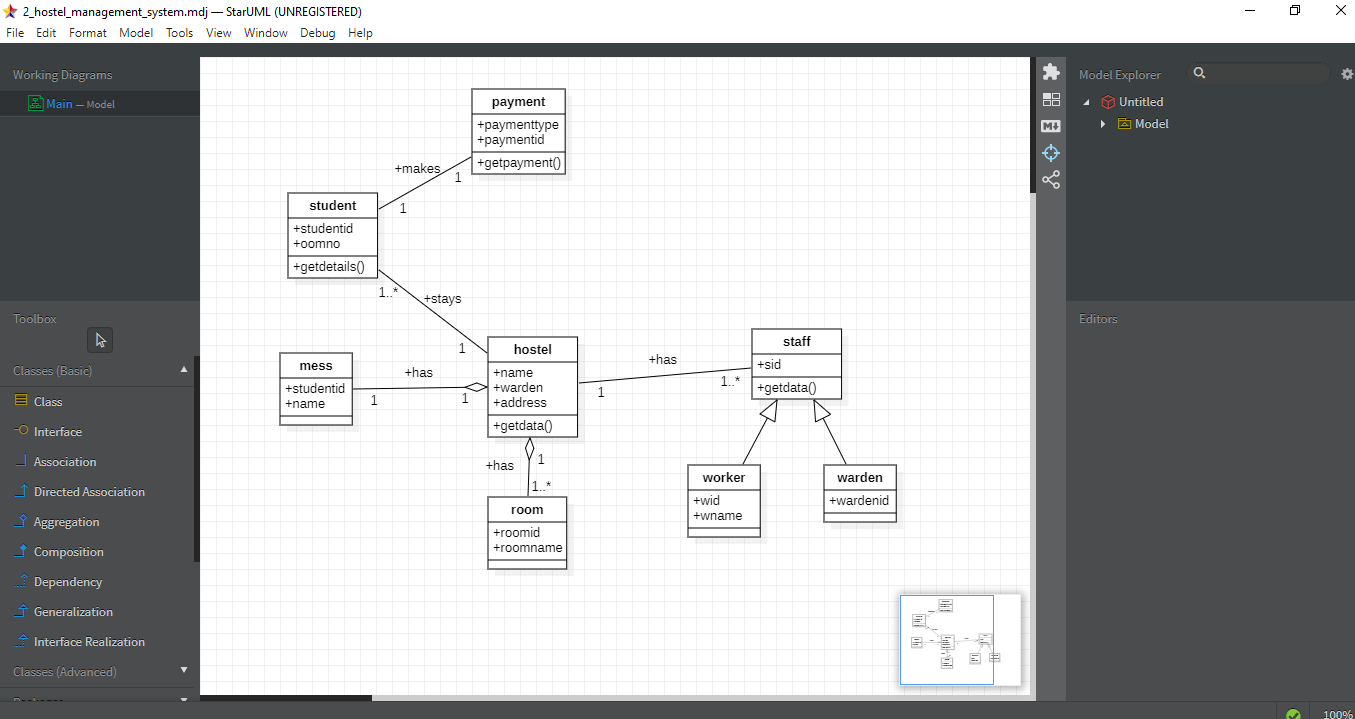 2_hostel_management_system.mdj — StarUML (UNREGISTERED)
File Edit Format Model Tools View Window Debug Help
Working Diagrams
Main — Model
Toolbox
Classes (Basic)
Class
Interface
Association
Directed Association
Aggregation
Composition
Dependency
Generalization
Interface Realization
Classes (Advanced)
payment
+paymenttype
+paymentid
+getpayment()
+makes
1
1
student
+studentid
+oomno
+getdetails()
1..*
+stays
1
mess
+studentid
+name
+has
1
1
hostel
+name
+warden
+address
+getdata()
+has
1
1..*
staff
+sid
+getdata()
+has
1
1..*
room
+roomid
+roomname
worker
+wid
+wname
warden
+wardenid
M
Model Explorer
Untitled
Model
Editors
100%